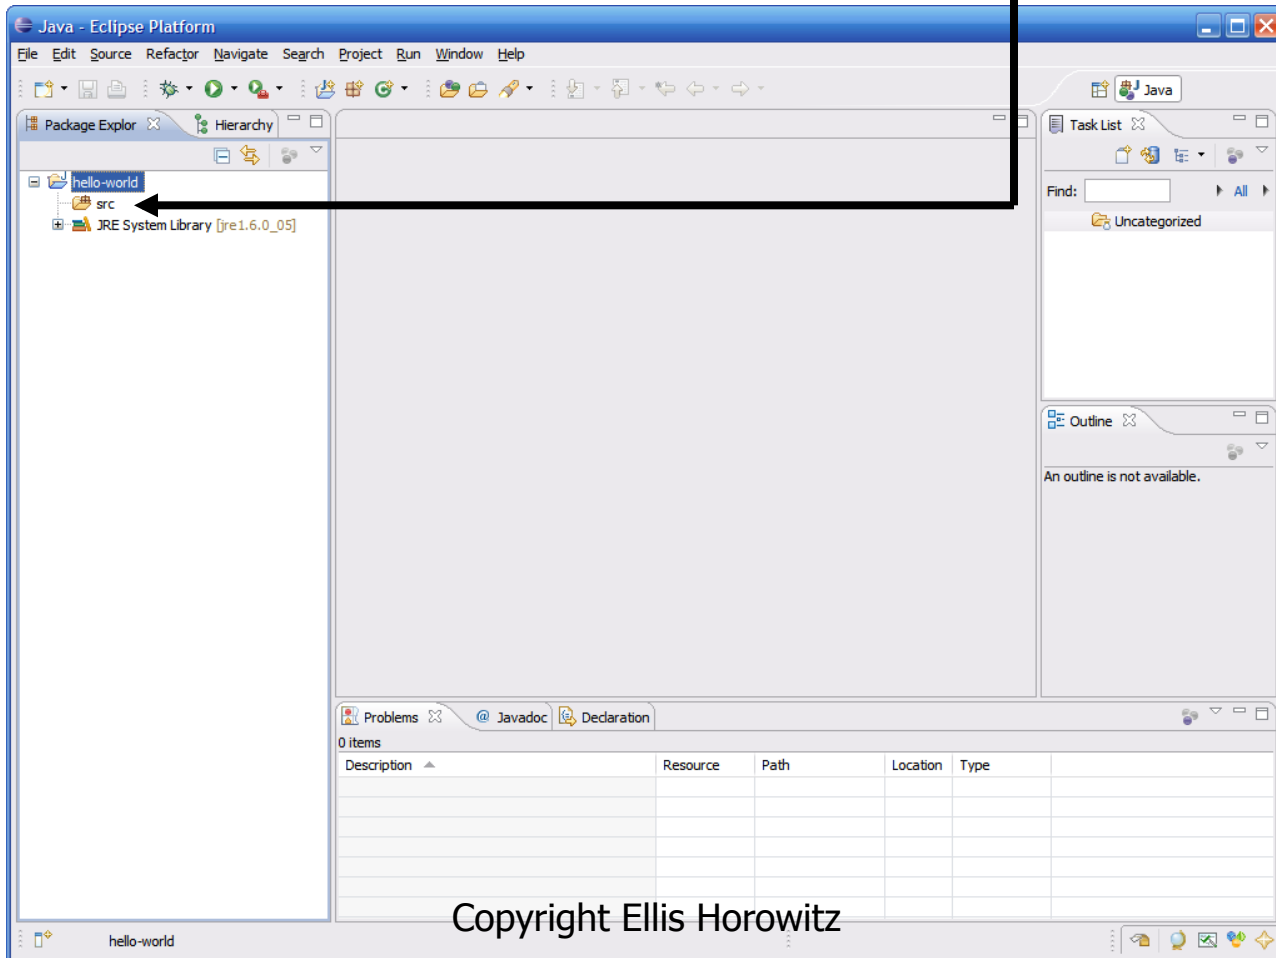 Java - Eclipse Platform
File Edit Source Refactor Navigate Search Project Run Window Help
Java
Package Explor Hierarchy
Task List
hello-world
src
JRE System Library [jre1.6.0_05]
Find: All
Uncategorized
Outline
An outline is not available.
Problems @ Javadoc Declaration
0 items
Description Resource Path Location Type
Copyright Ellis Horowitz
hello-world